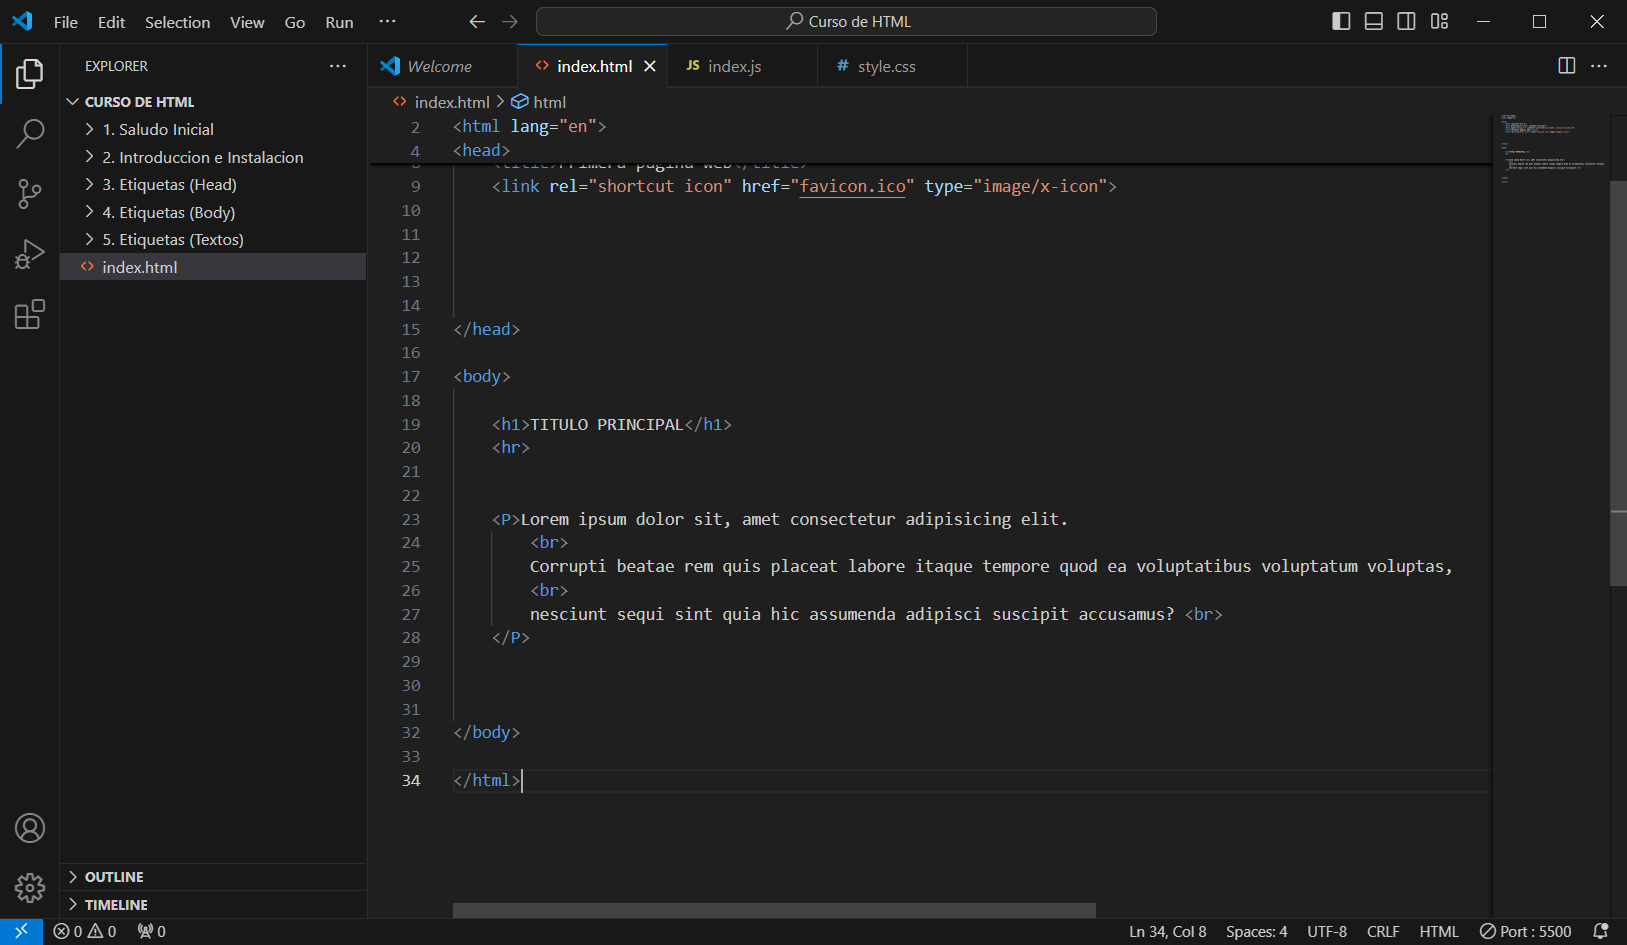 File Edit Selection View Go Run ···
Curso de HTML
EXPLORER
CURSO DE HTML
1. Saludo Inicial
2. Introduccion e Instalacion
3. Etiquetas (Head)
4. Etiquetas (Body)
5. Etiquetas (Textos)
<> index.html
OUTLINE
TIMELINE
Welcome
<> index.html
JS index.js
# style.css
<> index.html > html
2 <html lang="en">
4 <head>
<title>Primera pagina web</title>
9 <link rel="shortcut icon" href="favicon.ico" type="image/x-icon">
10
11
12
13
14
15 </head>
16
17 <body>
18
19 <h1>TITULO PRINCIPAL</h1>
20 <hr>
21
22
23 <P>Lorem ipsum dolor sit, amet consectetur adipisicing elit.
24 <br>
25 Corrupti beatae rem quis placeat labore itaque tempore quod ea voluptatibus voluptatum voluptas,
26 <br>
27 nesciunt sequi sint quia hic assumenda adipisci suscipit accusamus? <br>
28 </P>
29
30
31
32 </body>
33
34 </html>
0 0 0
Ln 34, Col 8 Spaces: 4 UTF-8 CRLF HTML Port : 5500